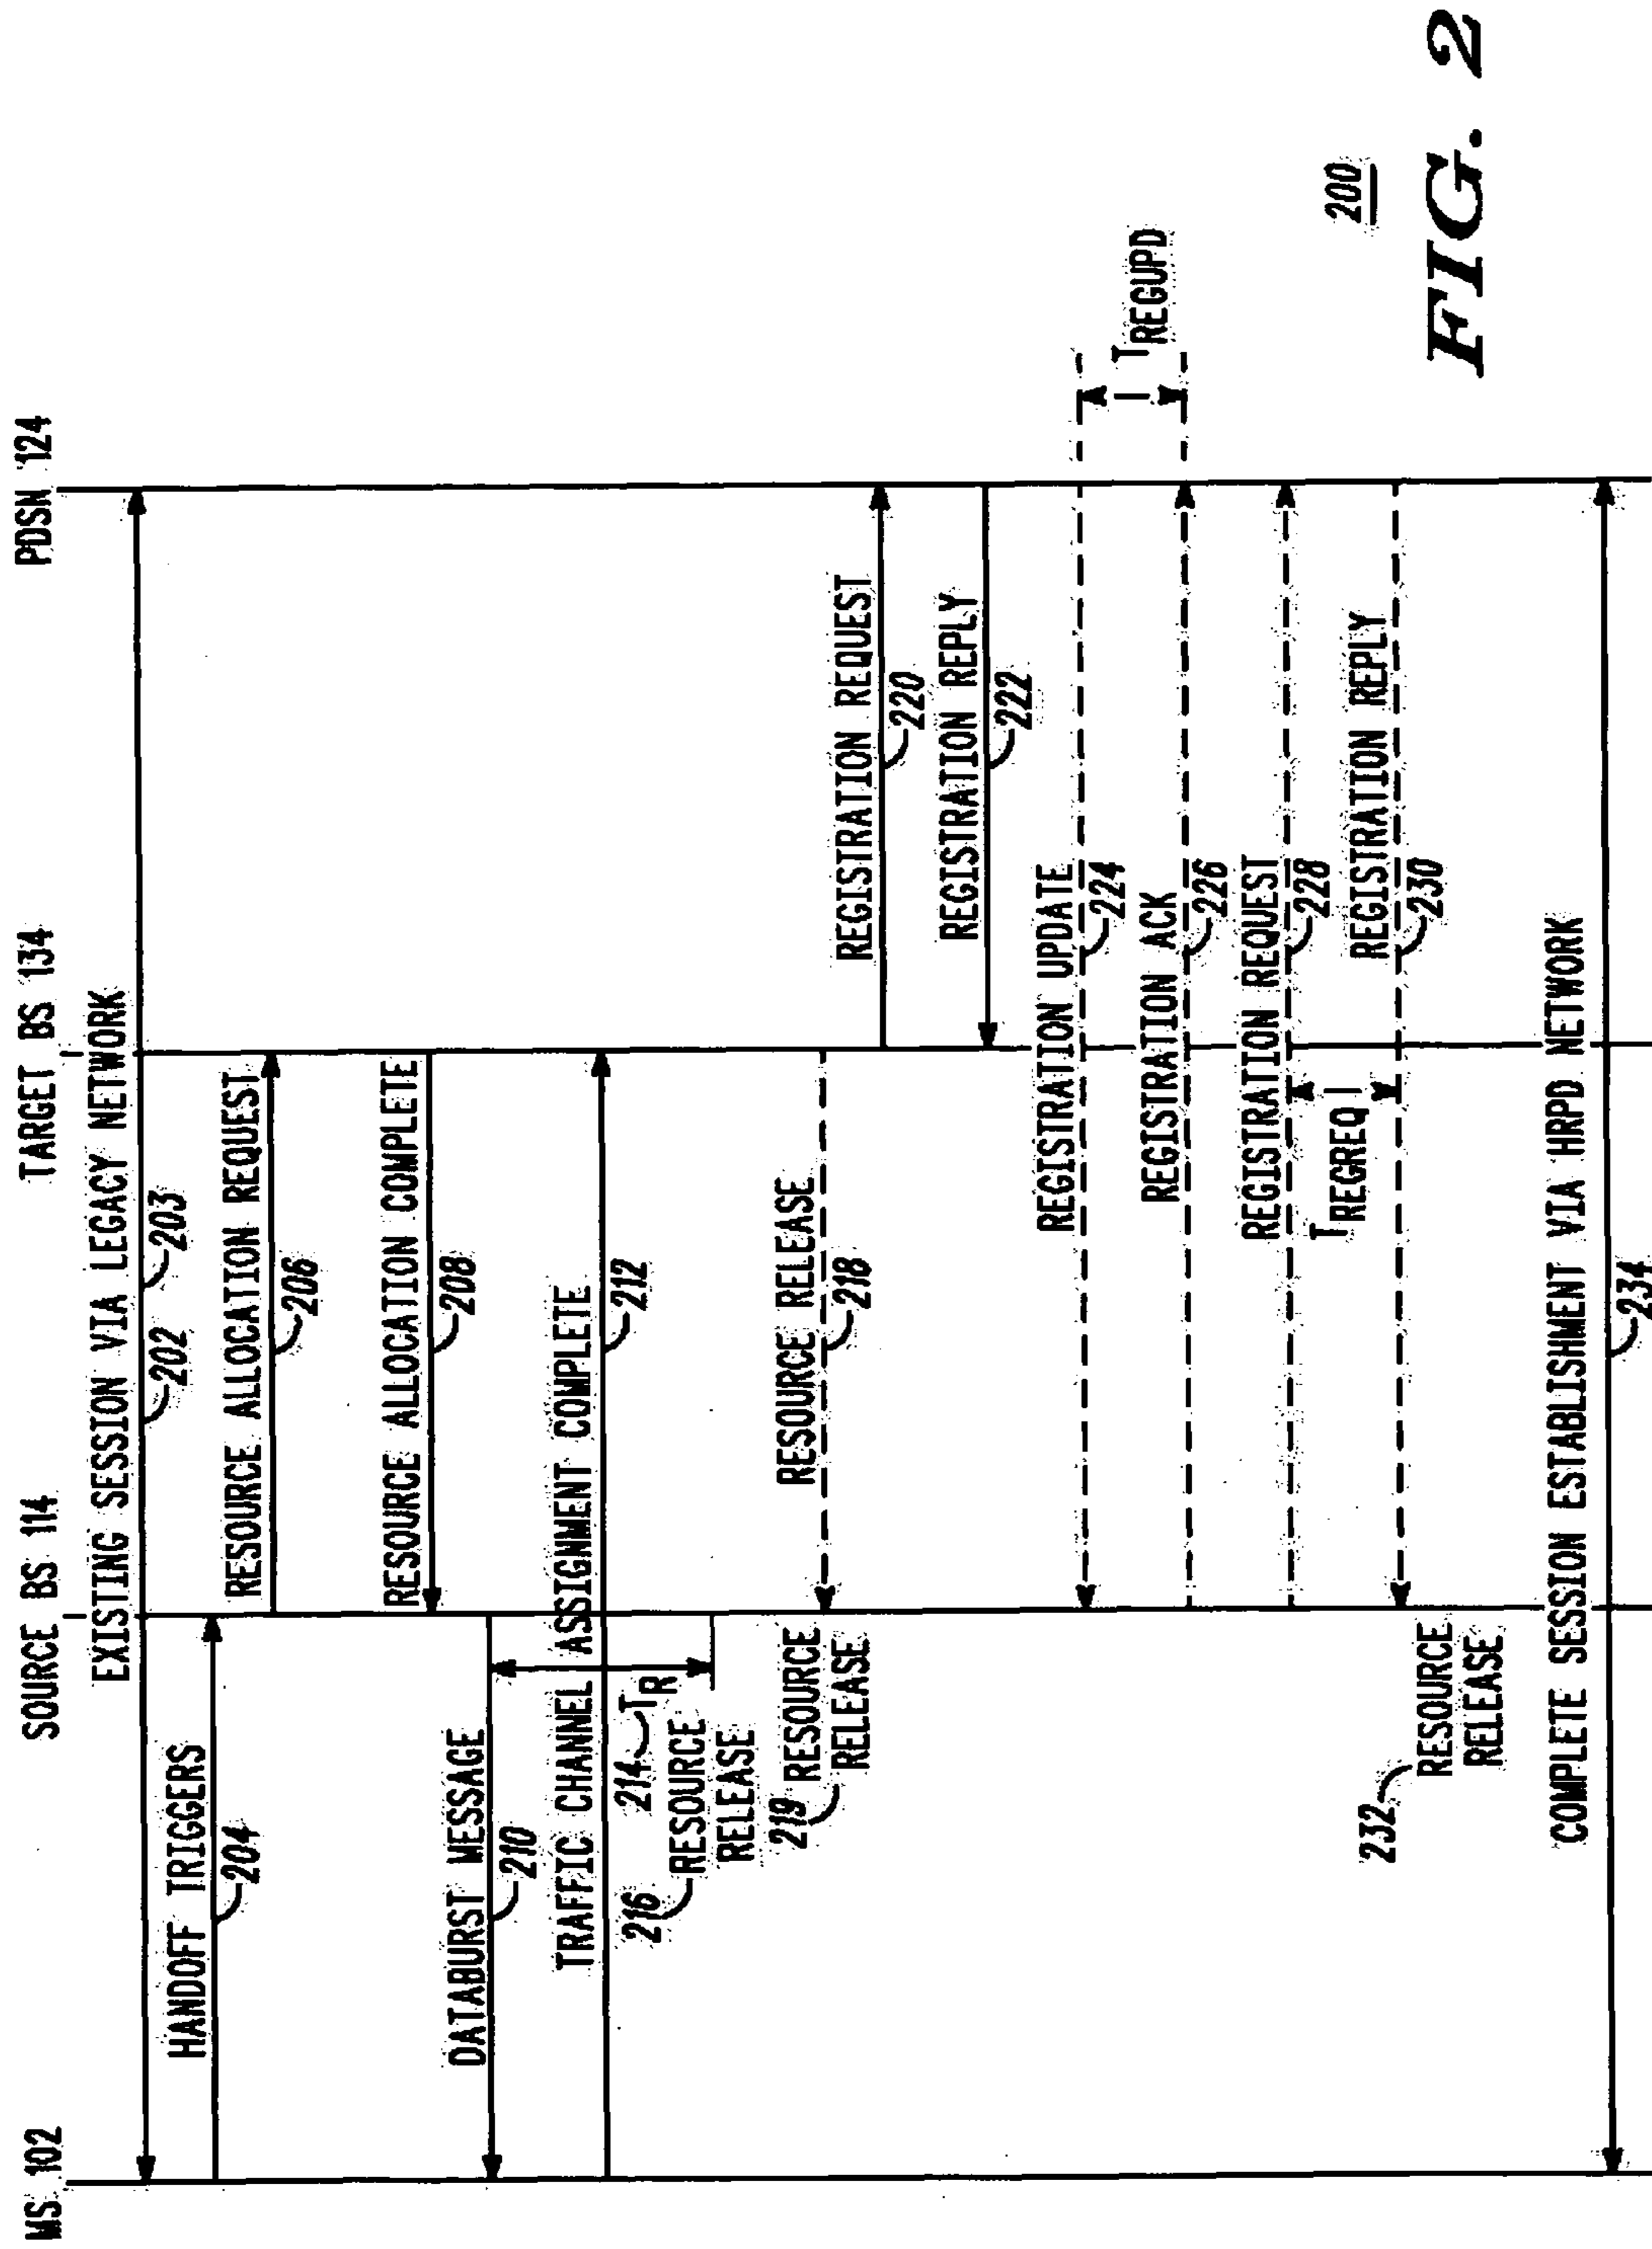 MS 102
SOURCE BS 114
TARGET BS 134
PDSN 124
EXISTING SESSION VIA LEGACY NETWORK
202
203
HANDOFF TRIGGERS
204
RESOURCE ALLOCATION REQUEST
206
RESOURCE ALLOCATION COMPLETE
208
DATABURST MESSAGE
210
TRAFFIC CHANNEL ASSIGNMENT COMPLETE
212
214
TR
216
RESOURCE
RELEASE
RESOURCE RELEASE
218
219
RESOURCE
RELEASE
REGISTRATION REQUEST
220
REGISTRATION REPLY
222
REGISTRATION UPDATE
224
TREGUPD
REGISTRATION ACK
226
REGISTRATION REQUEST
228
TREGREQ
REGISTRATION REPLY
230
232
RESOURCE
RELEASE
COMPLETE SESSION ESTABLISHMENT VIA HRPD NETWORK
234
200
FIG. 2